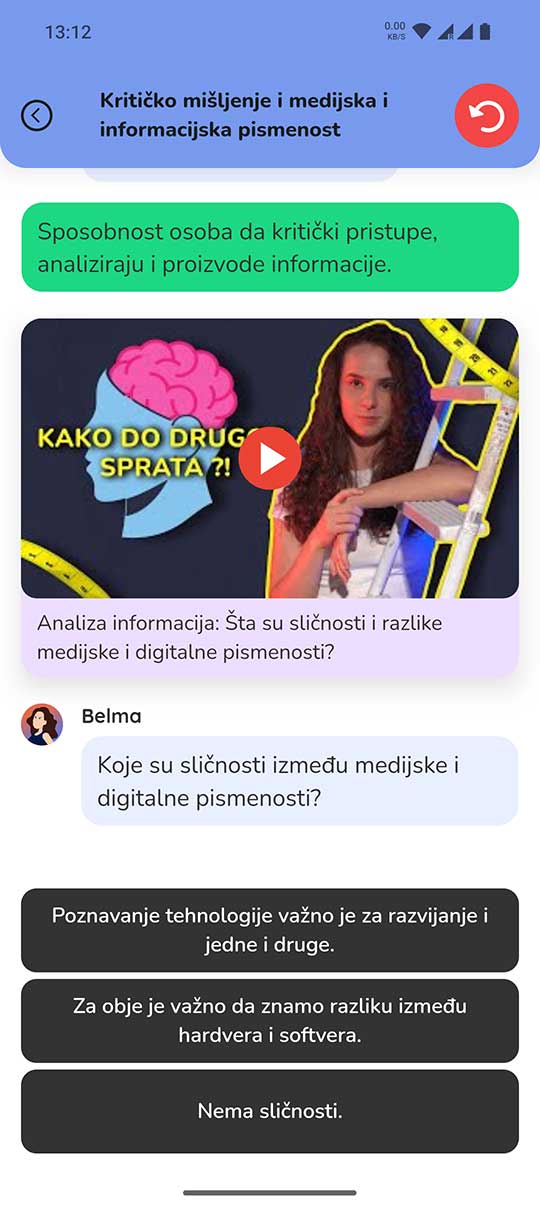 13:12
0.00
KB/S
R
Kritičko mišljenje i medijska i
informacijska pismenost
Sposobnost osoba da kritički pristupe,
analiziraju i proizvode informacije.
KAKO DO DRUG
SPRATA ?!
Analiza informacija: Šta su sličnosti i razlike
medijske i digitalne pismenosti?
Belma
Koje su sličnosti između medijske i
digitalne pismenosti?
Poznavanje tehnologije važno je za razvijanje i
jedne i druge.
Za obje je važno da znamo razliku između
hardvera i softvera.
Nema sličnosti.